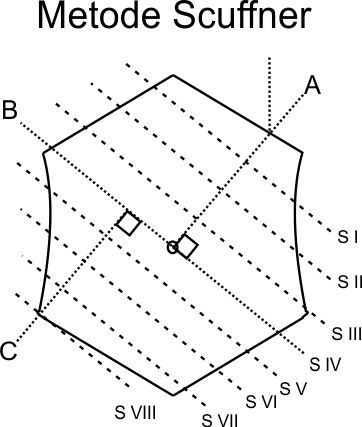 Metode Scuffner
A
B
S I
S II
S III
C
S IV
S V
S VI
S VIII
S VII